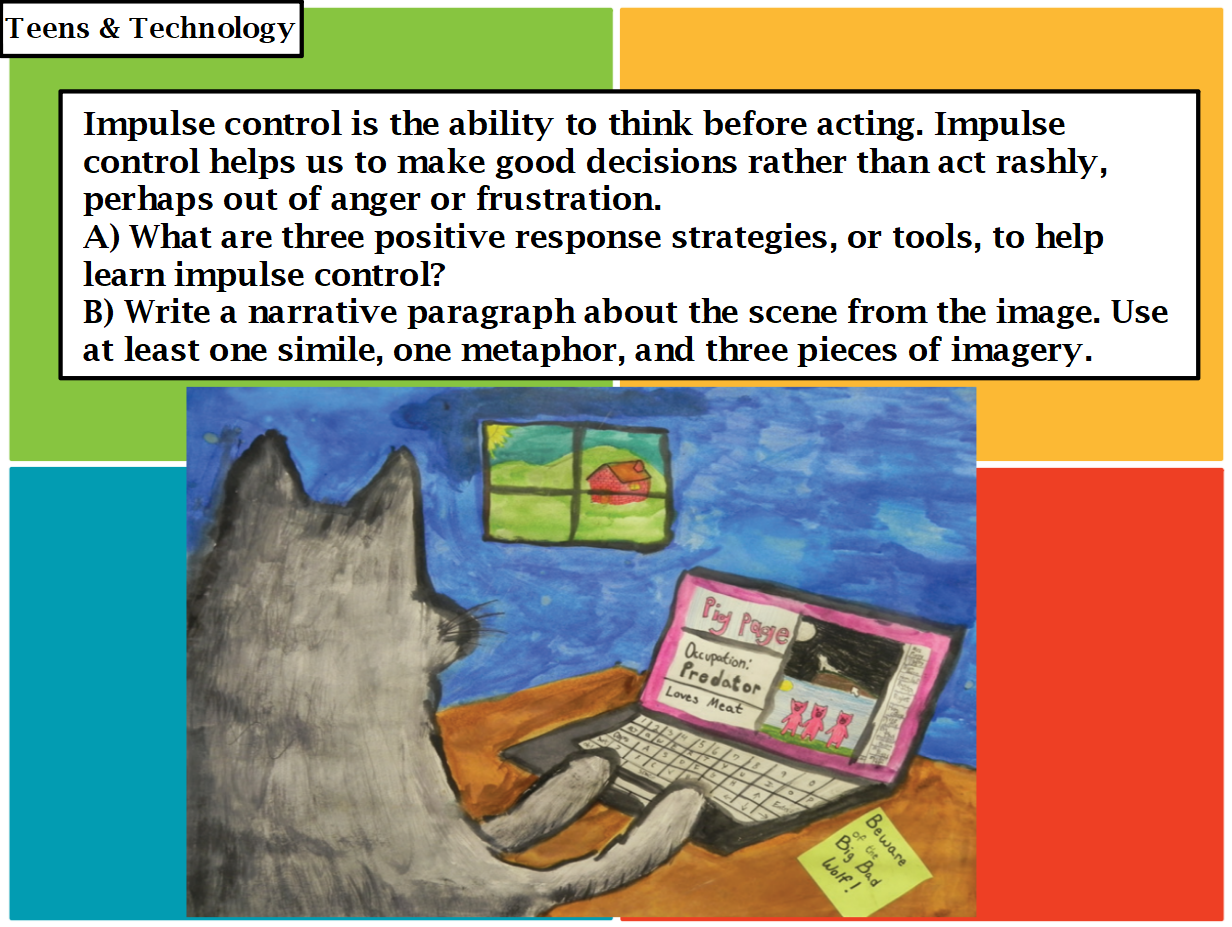 Teens & Technology
Impulse control is the ability to think before acting. Impulse
control helps us to make good decisions rather than act rashly,
perhaps out of anger or frustration.
A) What are three positive response strategies, or tools, to help
learn impulse control?
B) Write a narrative paragraph about the scene from the image. Use
at least one simile, one metaphor, and three pieces of imagery.
Pig Page
Occupation:
Predator
Loves Meat
Beware
of the
Big Bad
Wolf!